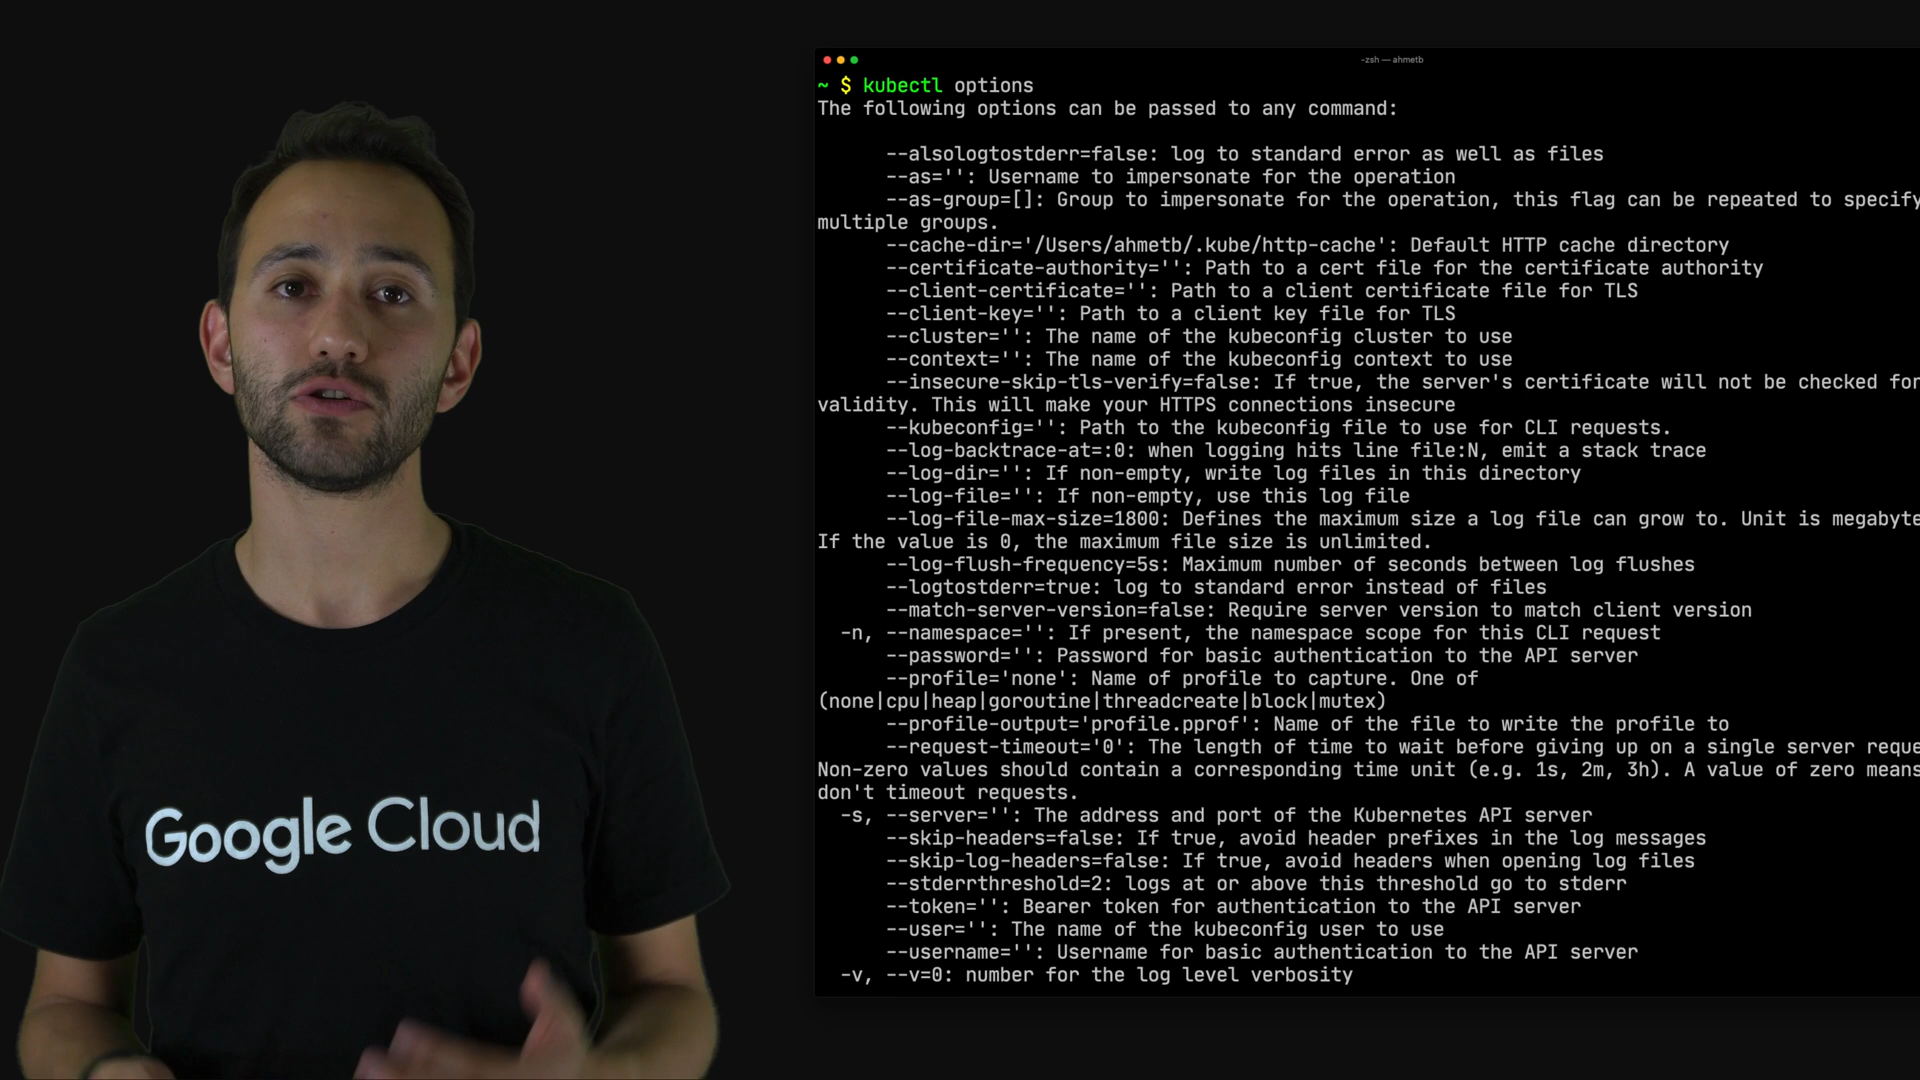 Google Cloud
-zsh — ahmetb
~ $ kubectl options
The following options can be passed to any command:
--alsologtostderr=false: log to standard error as well as files
--as='': Username to impersonate for the operation
--as-group=[]: Group to impersonate for the operation, this flag can be repeated to specify
multiple groups.
--cache-dir='/Users/ahmetb/.kube/http-cache': Default HTTP cache directory
--certificate-authority='': Path to a cert file for the certificate authority
--client-certificate='': Path to a client certificate file for TLS
--client-key='': Path to a client key file for TLS
--cluster='': The name of the kubeconfig cluster to use
--context='': The name of the kubeconfig context to use
--insecure-skip-tls-verify=false: If true, the server's certificate will not be checked for
validity. This will make your HTTPS connections insecure
--kubeconfig='': Path to the kubeconfig file to use for CLI requests.
--log-backtrace-at=:0: when logging hits line file:N, emit a stack trace
--log-dir='': If non-empty, write log files in this directory
--log-file='': If non-empty, use this log file
--log-file-max-size=1800: Defines the maximum size a log file can grow to. Unit is megabyte
If the value is 0, the maximum file size is unlimited.
--log-flush-frequency=5s: Maximum number of seconds between log flushes
--logtostderr=true: log to standard error instead of files
--match-server-version=false: Require server version to match client version
-n, --namespace='': If present, the namespace scope for this CLI request
--password='': Password for basic authentication to the API server
--profile='none': Name of profile to capture. One of
(none|cpu|heap|goroutine|threadcreate|block|mutex)
--profile-output='profile.pprof': Name of the file to write the profile to
--request-timeout='0': The length of time to wait before giving up on a single server reque
Non-zero values should contain a corresponding time unit (e.g. 1s, 2m, 3h). A value of zero means
don't timeout requests.
-s, --server='': The address and port of the Kubernetes API server
--skip-headers=false: If true, avoid header prefixes in the log messages
--skip-log-headers=false: If true, avoid headers when opening log files
--stderrthreshold=2: logs at or above this threshold go to stderr
--token='': Bearer token for authentication to the API server
--user='': The name of the kubeconfig user to use
--username='': Username for basic authentication to the API server
-v, --v=0: number for the log level verbosity